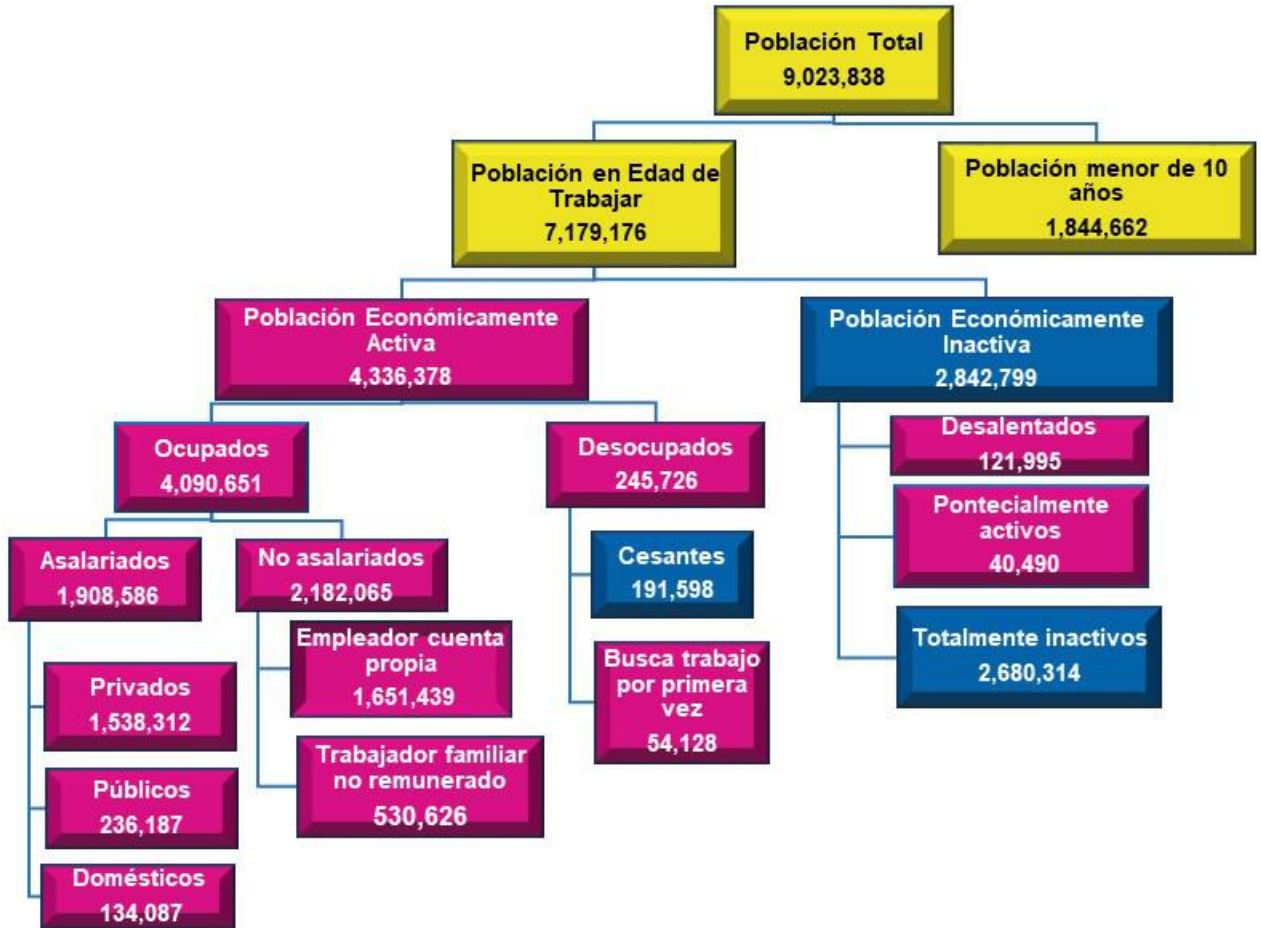 Población Total
9,023,838
Población en Edad de
Trabajar
7,179,176
Población menor de 10
años
1,844,662
Población Económicamente
Activa
4,336,378
Población Económicamente
Inactiva
2,842,799
Ocupados
4,090,651
Desocupados
245,726
Desalentados
121,995
Pontecialmente
activos
40,490
Totalmente inactivos
2,680,314
Asalariados
1,908,586
No asalariados
2,182,065
Cesantes
191,598
Busca trabajo
por primera
vez
54,128
Empleador cuenta
propia
1,651,439
Trabajador familiar
no remunerado
530,626
Privados
1,538,312
Públicos
236,187
Domésticos
134,087